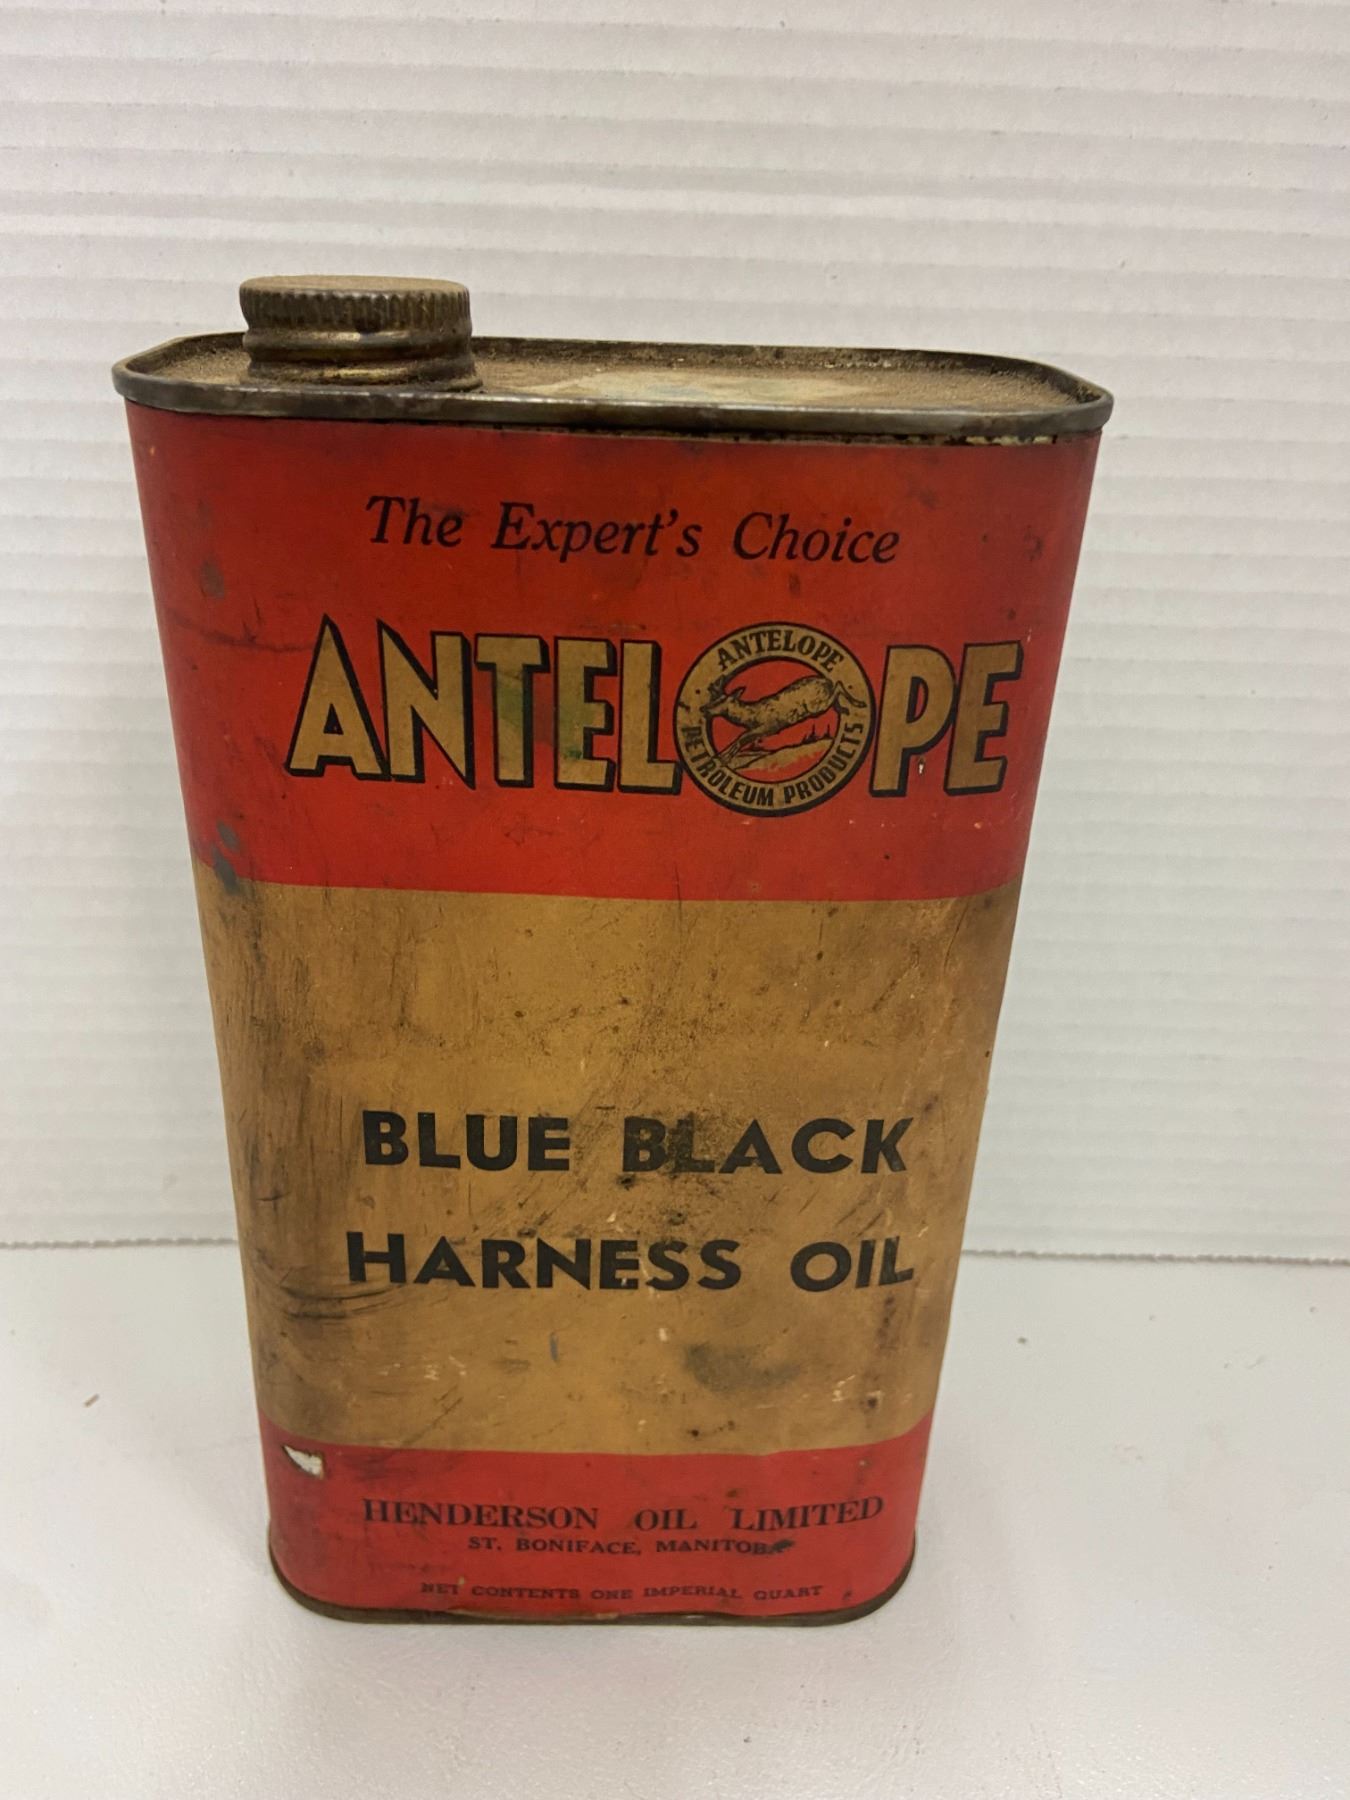 The Expert's Choice
ANTELOPE
ANTELOPE
PETROLEUM PRODUCTS
BLUE BLACK
HARNESS OIL
HENDERSON OIL LIMITED
ST. BONIFACE, MANITOBA
NET CONTENTS ONE IMPERIAL QUART